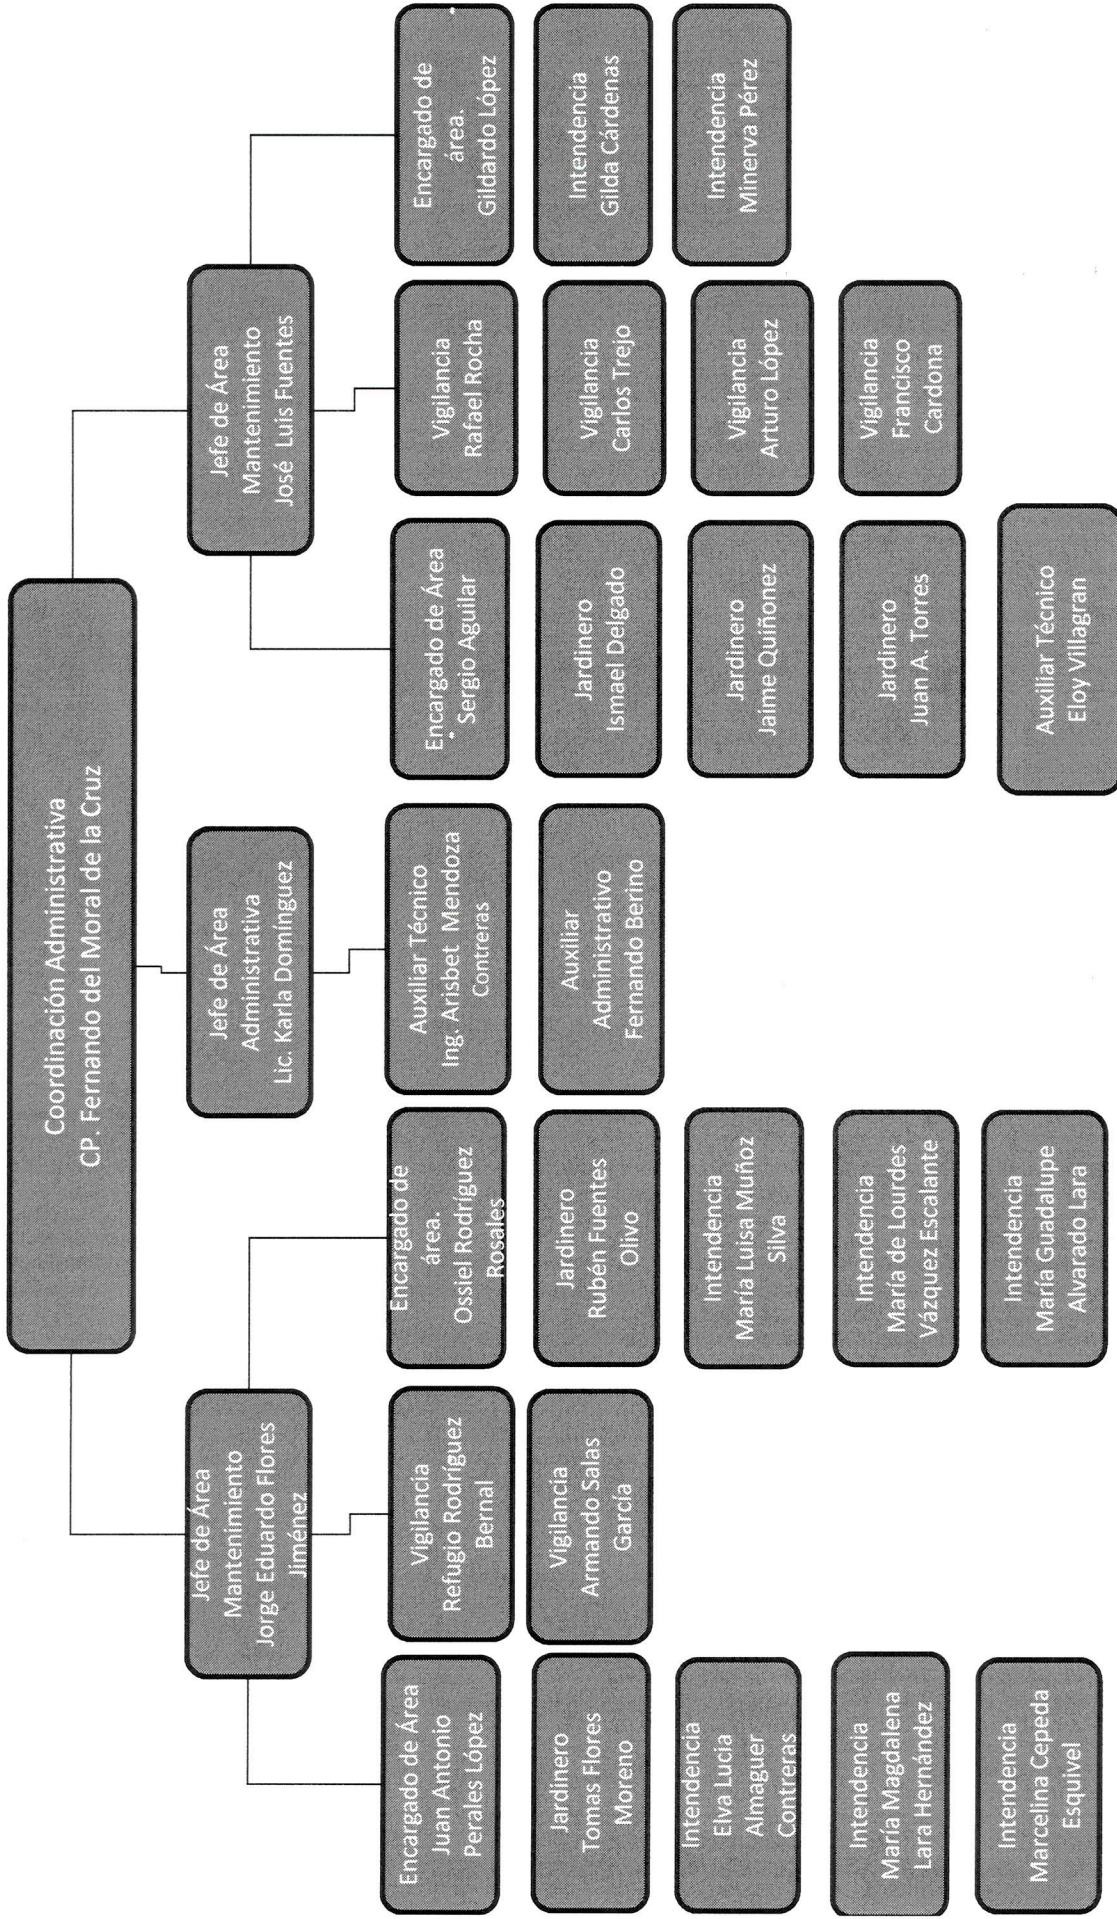 Coordinación Administrativa
CP. Fernando del Moral de la Cruz
Jefe de Área
Mantenimiento
Jorge Eduardo Flores
Jiménez
Jefe de Área
Administrativa
Lic. Karla Domínguez
Jefe de Área
Mantenimiento
José Luis Fuentes
Encargado de Área
Juan Antonio
Perales López
Jardinero
Tomas Flores
Moreno
Intendencia
Elva Lucia
Almaguer
Contreras
Intendencia
María Magdalena
Lara Hernández
Intendencia
Marcelina Cepeda
Esquivel
Vigilancia
Refugio Rodríguez
Bernal
Vigilancia
Armando Salas
García
Encargado de
área.
Ossiel Rodríguez
Rosales
Jardinero
Rubén Fuentes
Olivo
Intendencia
María Luisa Muñoz
Silva
Intendencia
María de Lourdes
Vázquez Escalante
Intendencia
María Guadalupe
Alvarado Lara
Auxiliar Técnico
Ing. Arisbet Mendoza
Contreras
Auxiliar
Administrativo
Fernando Berino
Encargado de Área
Sergio Aguilar
Jardinero
Ismael Delgado
Jardinero
Jaime Quiñonez
Jardinero
Juan A. Torres
Auxiliar Técnico
Eloy Villagran
Vigilancia
Rafael Rocha
Vigilancia
Carlos Trejo
Vigilancia
Arturo López
Vigilancia
Francisco
Cardona
Encargado de
área.
Gildardo López
Intendencia
Gilda Cárdenas
Intendencia
Minerva Pérez